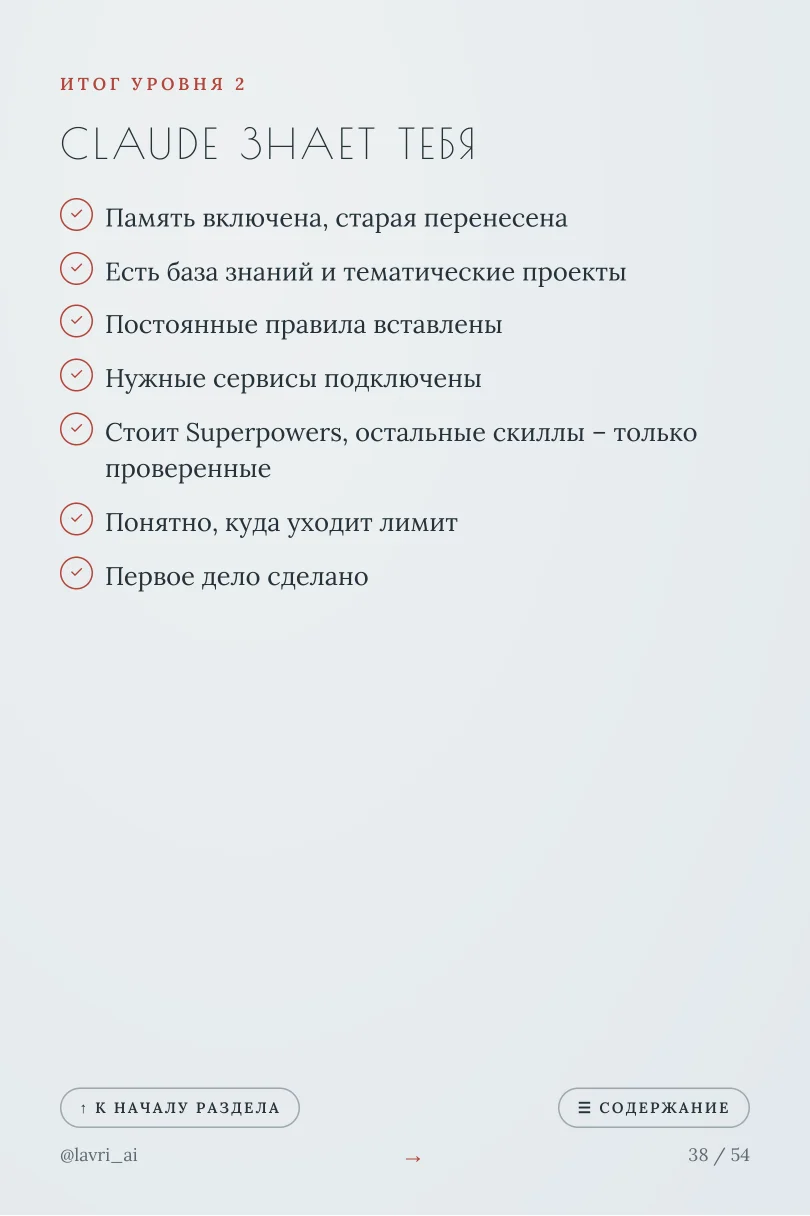 ИТОГ УРОВНЯ 2
CLAUDE ЗНАЕТ ТЕБЯ
Память включена, старая перенесена
Есть база знаний и тематические проекты
Постоянные правила вставлены
Нужные сервисы подключены
Стоит Superpowers, остальные скиллы – только
проверенные
Понятно, куда уходит лимит
Первое дело сделано
↑ К НАЧАЛУ РАЗДЕЛА
☰ СОДЕРЖАНИЕ
@lavri_ai
→
38 / 54